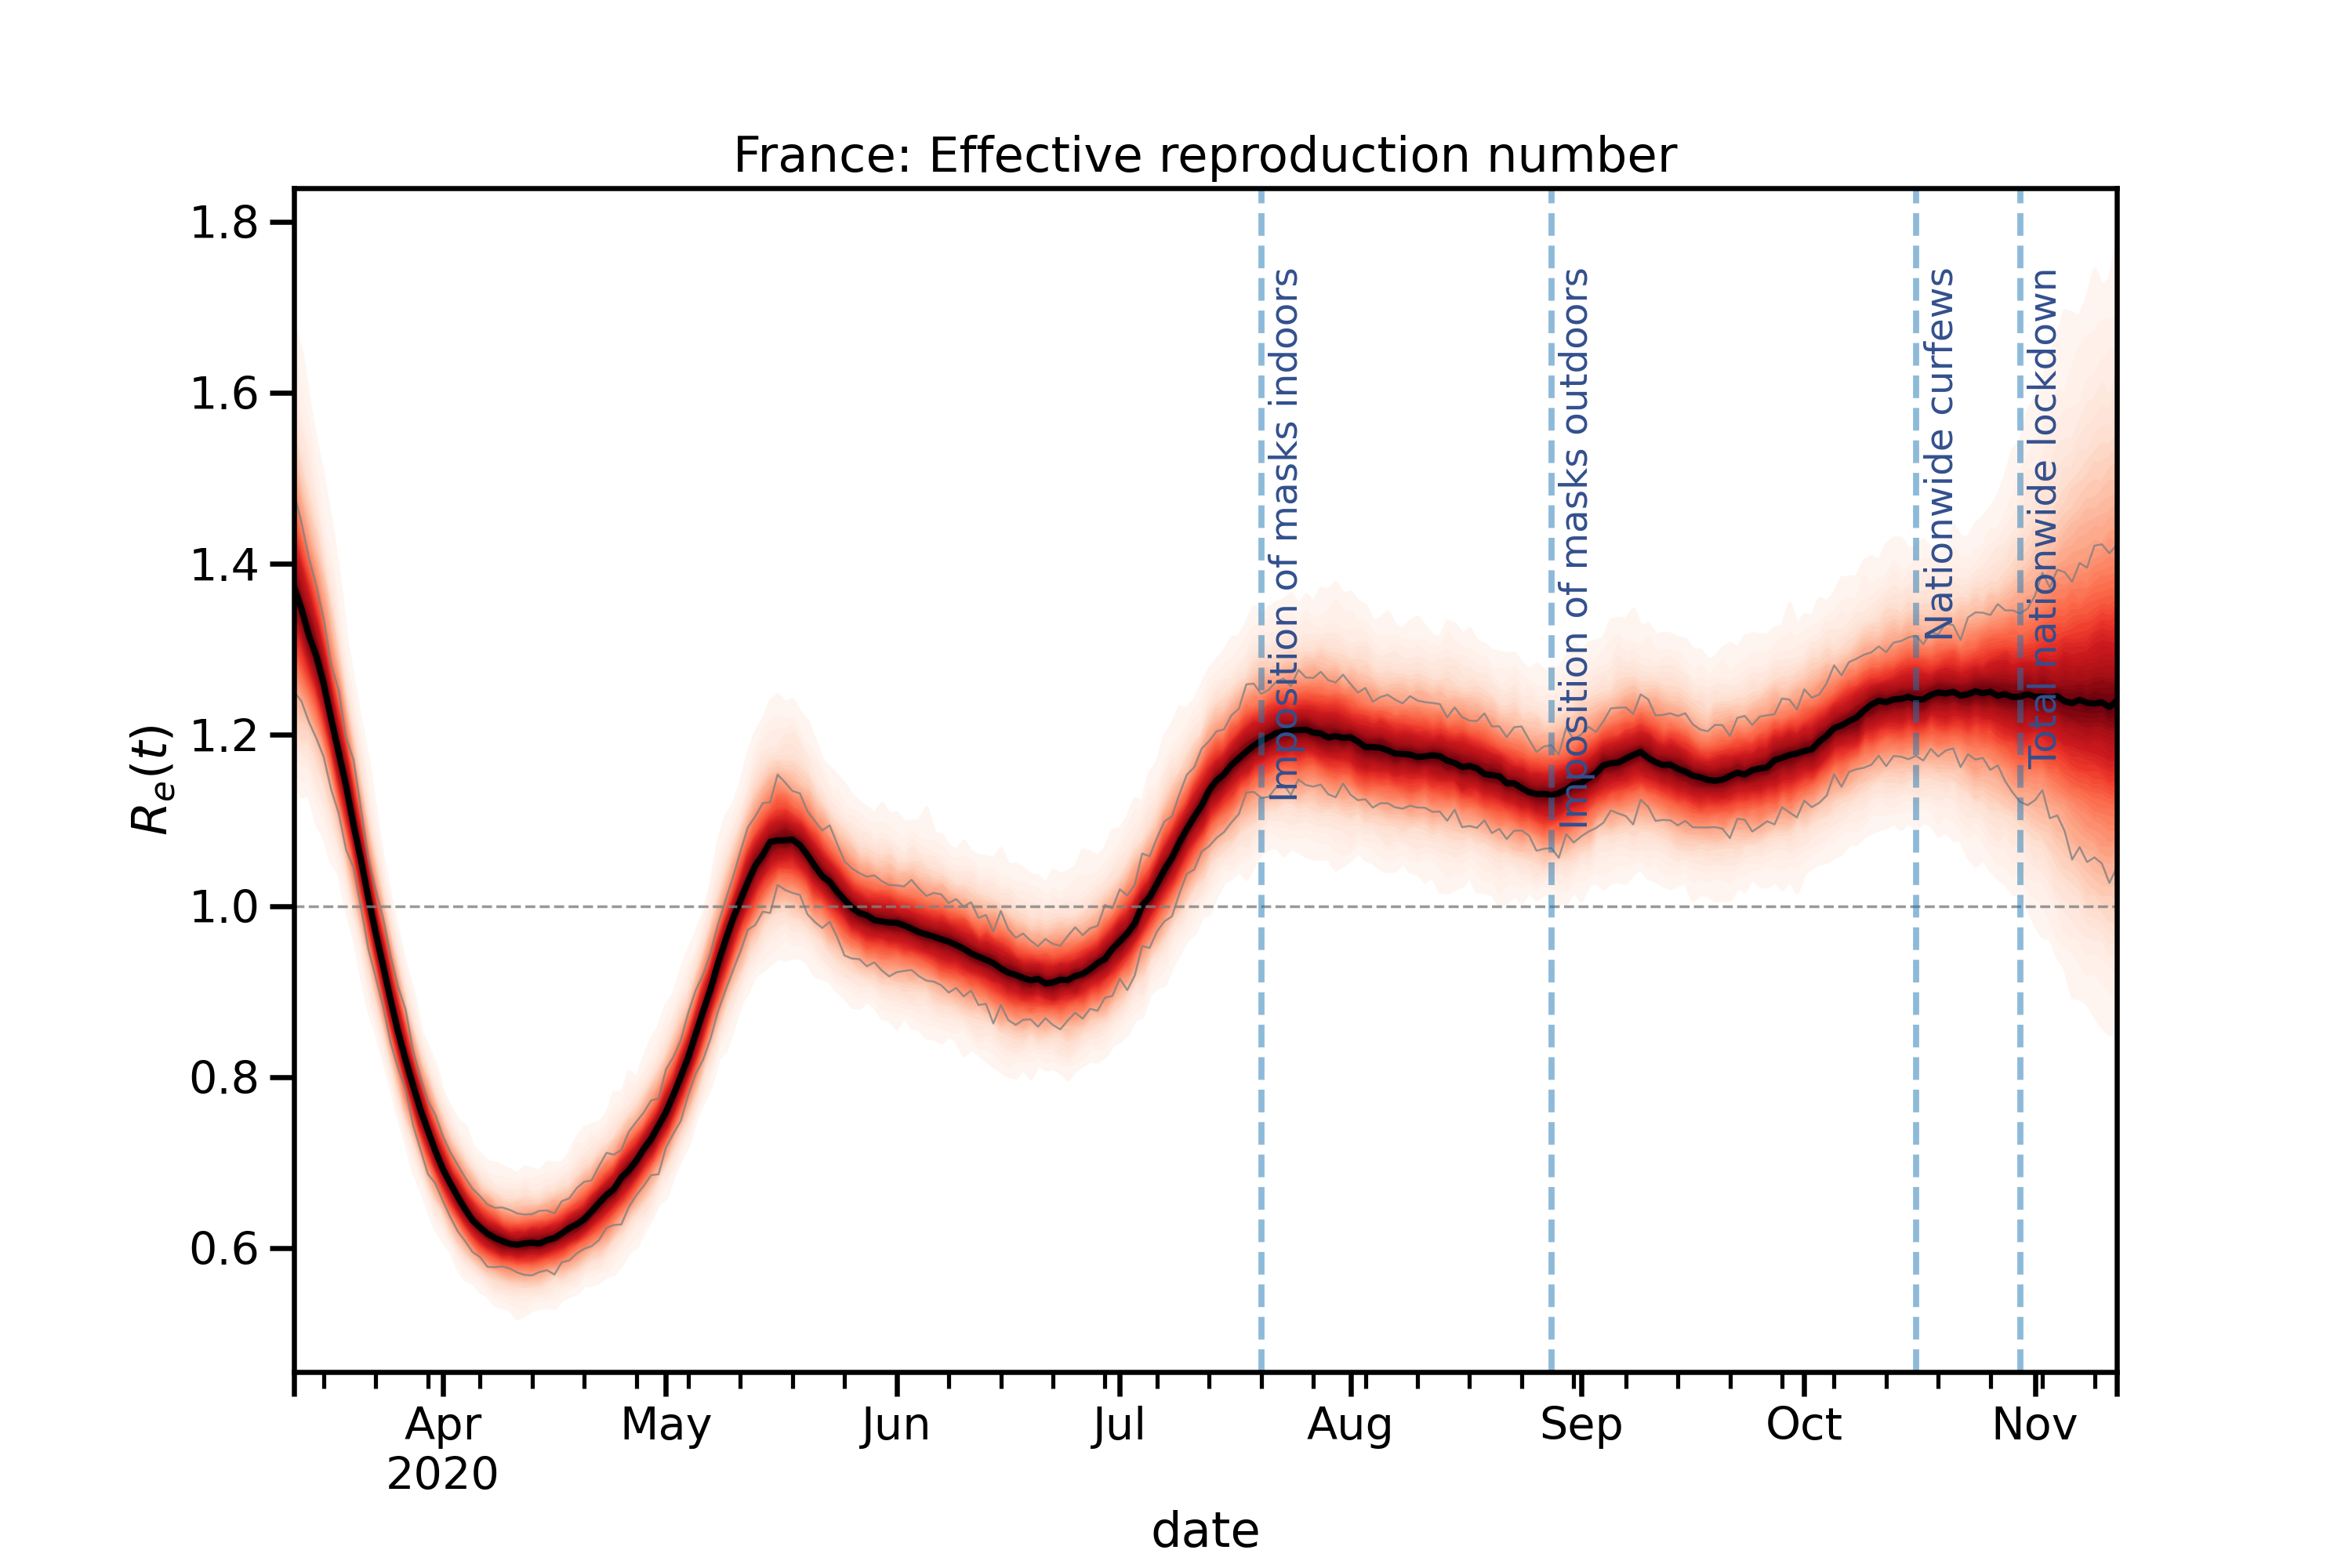 France: Effective reproduction number
1.8
1.6
1.4
1.2
1.0
0.8
0.6
Rₑ(t)
Imposition of masks indoors
Imposition of masks outdoors
Nationwide curfews
Total nationwide lockdown
Apr May Jun Jul Aug Sep Oct Nov
2020
date